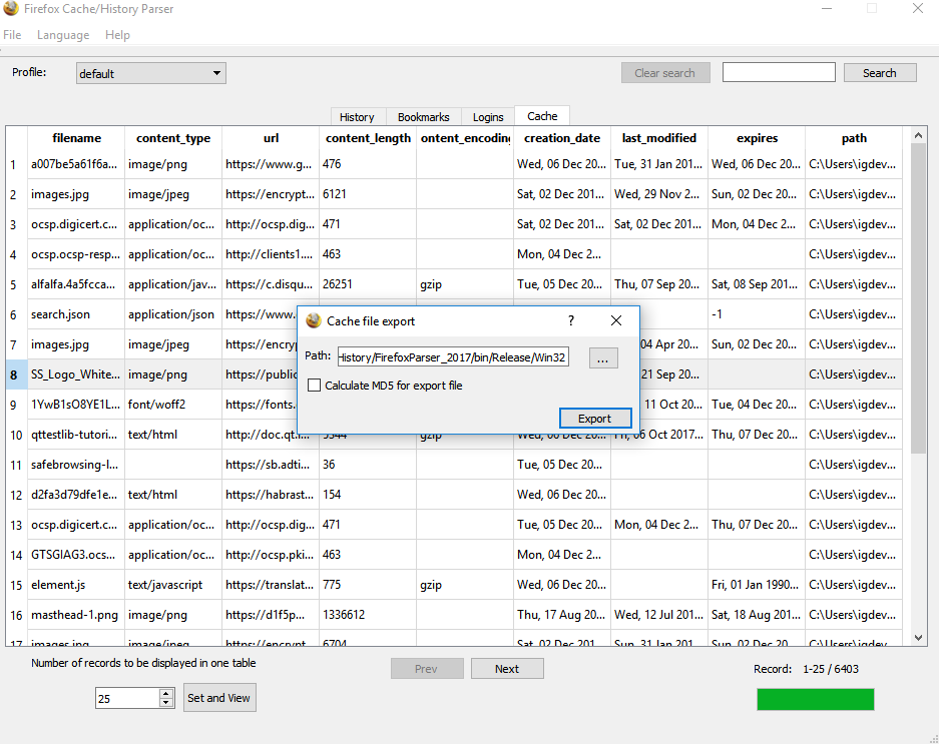 Firefox Cache/History Parser
File Language Help
Profile: default Clear search Search
History Bookmarks Logins Cache
filename content_type url content_length ontent_encoding creation_date last_modified expires path
1 a007be5a61f6a... image/png https://www.g... 476 Wed, 06 Dec 20... Tue, 31 Jan 201... Wed, 06 Dec 20... C:\Users\igdev...
2 images.jpg image/jpeg https://encrypt... 6121 Sat, 02 Dec 201... Wed, 29 Nov 2... Sun, 02 Dec 20... C:\Users\igdev...
3 ocsp.digicert.c... application/oc... http://ocsp.dig... 471 Sat, 02 Dec 201... Sat, 02 Dec 201... Mon, 04 Dec 2... C:\Users\igdev...
4 ocsp.ocsp-resp... application/oc... http://clients1.... 463 Mon, 04 Dec 2... C:\Users\igdev...
5 alfalfa.4a5fcca... application/jav... https://c.disqu... 26251 gzip Tue, 05 Dec 20... Thu, 07 Sep 20... Sat, 08 Sep 201... C:\Users\igdev...
6 search.json application/json https://www. -1 C:\Users\igdev...
7 images.jpg image/jpeg https://encryp 04 Apr 20... Sun, 02 Dec 20... C:\Users\igdev...
8 SS_Logo_White... image/png https://public 21 Sep 20... C:\Users\igdev...
9 1YwB1sO8YE1L... font/woff2 https://fonts. 11 Oct 20... Tue, 04 Dec 20... C:\Users\igdev...
10 qttestlib-tutori... text/html http://doc.qt.i 5544 gzip Wed, 06 Dec 20... Fri, 06 Oct 2017... Thu, 07 Dec 20... C:\Users\igdev...
11 safebrowsing-l... https://sb.adti... 36 Tue, 05 Dec 20... C:\Users\igdev...
12 d2fa3d79dfe1e... text/html https://habrast... 154 Wed, 06 Dec 20... C:\Users\igdev...
13 ocsp.digicert.c... application/oc... http://ocsp.dig... 471 Tue, 05 Dec 20... Mon, 04 Dec 2... Thu, 07 Dec 20... C:\Users\igdev...
14 GTSGIAG3.ocs... application/oc... http://ocsp.pki... 463 Mon, 04 Dec 2... C:\Users\igdev...
15 element.js text/javascript https://translat... 775 gzip Wed, 06 Dec 20... Fri, 01 Jan 1990... C:\Users\igdev...
16 masthead-1.png image/png https://d1f5p... 1336612 Thu, 17 Aug 20... Wed, 12 Jul 201... Sat, 18 Aug 201... C:\Users\igdev...
17 images.jpg image/jpeg https://encrypt... 6704 Sat, 02 Dec 201... Sun, 31 Jan 201... Sun, 02 Dec 20... C:\Users\igdev...
Cache file export ?
Path: History/FirefoxParser_2017/bin/Release/Win32 ...
Calculate MD5 for export file
Export
Number of records to be displayed in one table Prev Next Record: 1-25 / 6403
25 Set and View